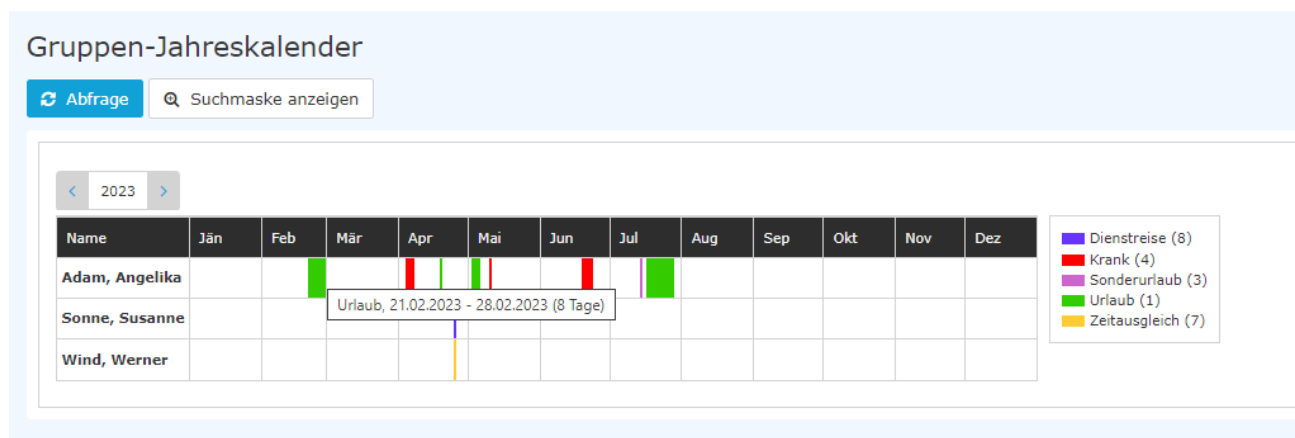 Gruppen-Jahreskalender
Abfrage Suchmaske anzeigen
< 2023 >
Name Jän Feb Mär Apr Mai Jun Jul Aug Sep Okt Nov Dez
Adam, Angelika
Urlaub, 21.02.2023 - 28.02.2023 (8 Tage)
Sonne, Susanne
Wind, Werner
Dienstreise (8)
Krank (4)
Sonderurlaub (3)
Urlaub (1)
Zeitausgleich (7)